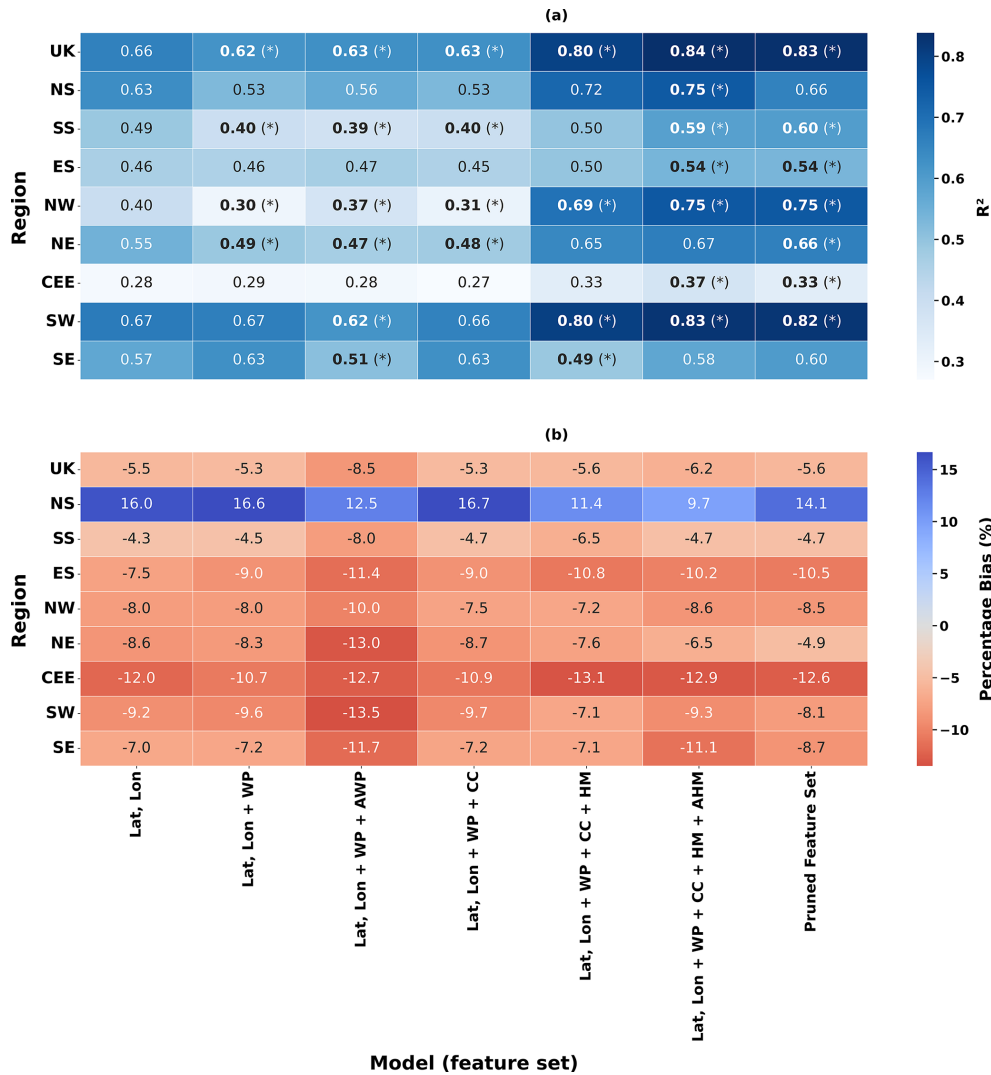 (a)
UK 0.66 0.62 (*) 0.63 (*) 0.63 (*) 0.80 (*) 0.84 (*) 0.83 (*)
NS 0.63 0.53 0.56 0.53 0.72 0.75 (*) 0.66
SS 0.49 0.40 (*) 0.39 (*) 0.40 (*) 0.50 0.59 (*) 0.60 (*)
ES 0.46 0.46 0.47 0.45 0.50 0.54 (*) 0.54 (*)
NW 0.40 0.30 (*) 0.37 (*) 0.31 (*) 0.69 (*) 0.75 (*) 0.75 (*)
NE 0.55 0.49 (*) 0.47 (*) 0.48 (*) 0.65 0.67 0.66 (*)
CEE 0.28 0.29 0.28 0.27 0.33 0.37 (*) 0.33 (*)
SW 0.67 0.67 0.62 (*) 0.66 0.80 (*) 0.83 (*) 0.82 (*)
SE 0.57 0.63 0.51 (*) 0.63 0.49 (*) 0.58 0.60
Region
0.8
0.7
0.6
0.5
0.4
0.3
R²
(b)
UK -5.5 -5.3 -8.5 -5.3 -5.6 -6.2 -5.6
NS 16.0 16.6 12.5 16.7 11.4 9.7 14.1
SS -4.3 -4.5 -8.0 -4.7 -6.5 -4.7 -4.7
ES -7.5 -9.0 -11.4 -9.0 -10.8 -10.2 -10.5
NW -8.0 -8.0 -10.0 -7.5 -7.2 -8.6 -8.5
NE -8.6 -8.3 -13.0 -8.7 -7.6 -6.5 -4.9
CEE -12.0 -10.7 -12.7 -10.9 -13.1 -12.9 -12.6
SW -9.2 -9.6 -13.5 -9.7 -7.1 -9.3 -8.1
SE -7.0 -7.2 -11.7 -7.2 -7.1 -11.1 -8.7
Region
15
10
5
0
−5
−10
Percentage Bias (%)
Lat, Lon
Lat, Lon + WP
Lat, Lon + WP + AWP
Lat, Lon + WP + CC
Lat, Lon + WP + CC + HM
Lat, Lon + WP + CC + HM + AHM
Pruned Feature Set
Model (feature set)